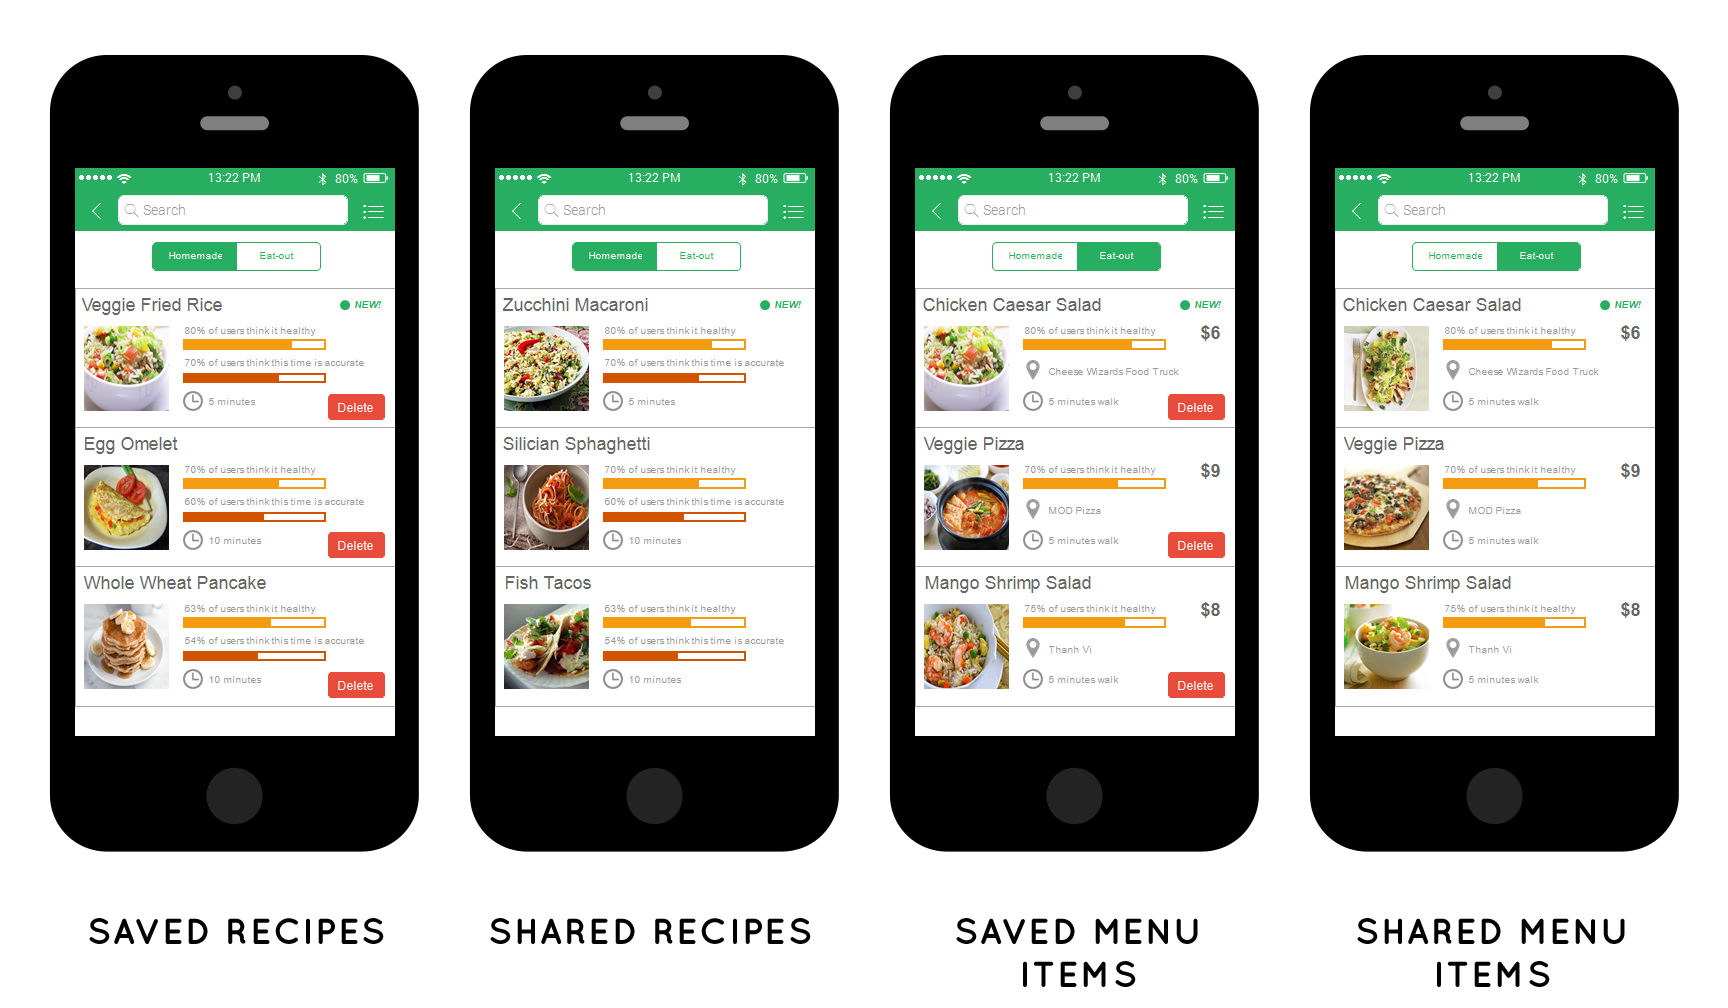 13:22 PM
80%
Search
Homemade Eat-out
Veggie Fried Rice
NEW!
80% of users think it healthy
70% of users think this time is accurate
5 minutes
Delete
Egg Omelet
70% of users think it healthy
60% of users think this time is accurate
10 minutes
Delete
Whole Wheat Pancake
63% of users think it healthy
54% of users think this time is accurate
10 minutes
Delete
SAVED RECIPES
13:22 PM
80%
Search
Homemade Eat-out
Zucchini Macaroni
NEW!
80% of users think it healthy
70% of users think this time is accurate
5 minutes
Silician Sphaghetti
70% of users think it healthy
60% of users think this time is accurate
10 minutes
Fish Tacos
63% of users think it healthy
54% of users think this time is accurate
10 minutes
SHARED RECIPES
13:22 PM
80%
Search
Homemade Eat-out
Chicken Caesar Salad
NEW!
80% of users think it healthy
$6
Cheese Wizards Food Truck
5 minutes walk
Delete
Veggie Pizza
70% of users think it healthy
$9
MOD Pizza
5 minutes walk
Delete
Mango Shrimp Salad
75% of users think it healthy
$8
Thanh Vi
5 minutes walk
Delete
SAVED MENU
ITEMS
13:22 PM
80%
Search
Homemade Eat-out
Chicken Caesar Salad
NEW!
80% of users think it healthy
$6
Cheese Wizards Food Truck
5 minutes walk
Veggie Pizza
70% of users think it healthy
$9
MOD Pizza
5 minutes walk
Mango Shrimp Salad
75% of users think it healthy
$8
Thanh Vi
5 minutes walk
SHARED MENU
ITEMS